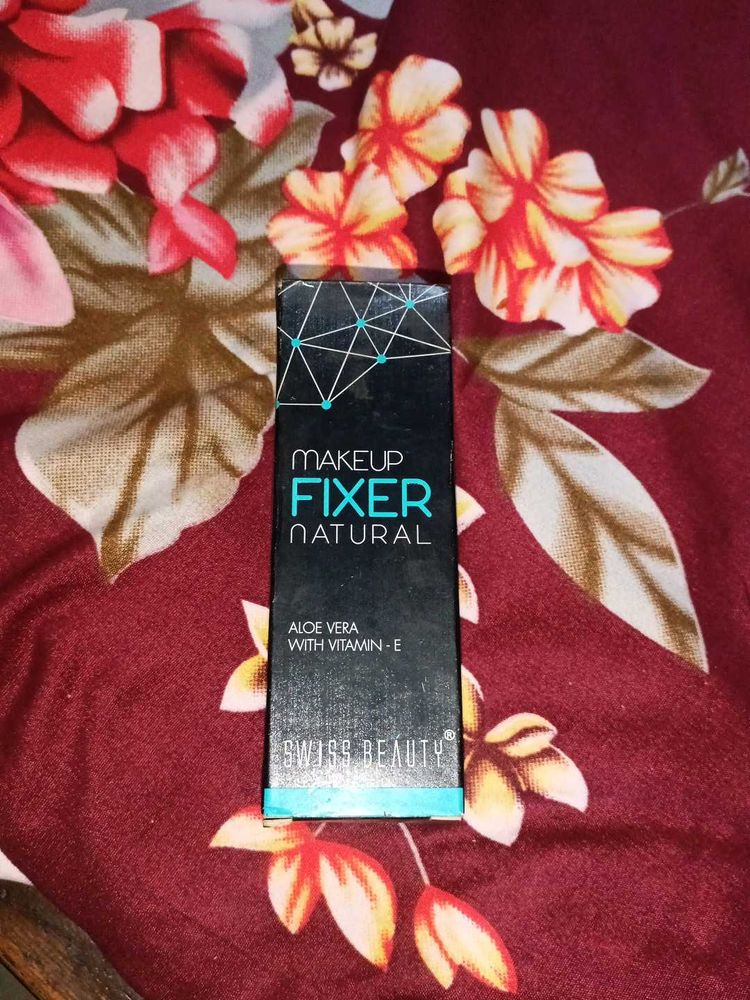 MAKEUP
FIXER
NATURAL
ALOE VERA
WITH VITAMIN - E
SWISS BEAUTY®